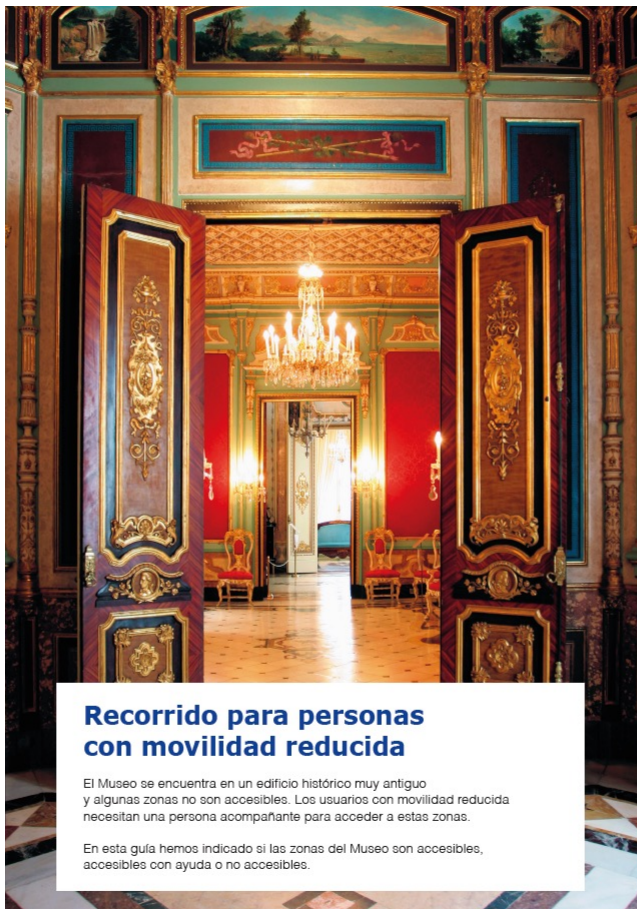 Recorrido para personas
con movilidad reducida
El Museo se encuentra en un edificio histórico muy antiguo
y algunas zonas no son accesibles. Los usuarios con movilidad reducida
necesitan una persona acompañante para acceder a estas zonas.
En esta guía hemos indicado si las zonas del Museo son accesibles,
accesibles con ayuda o no accesibles.